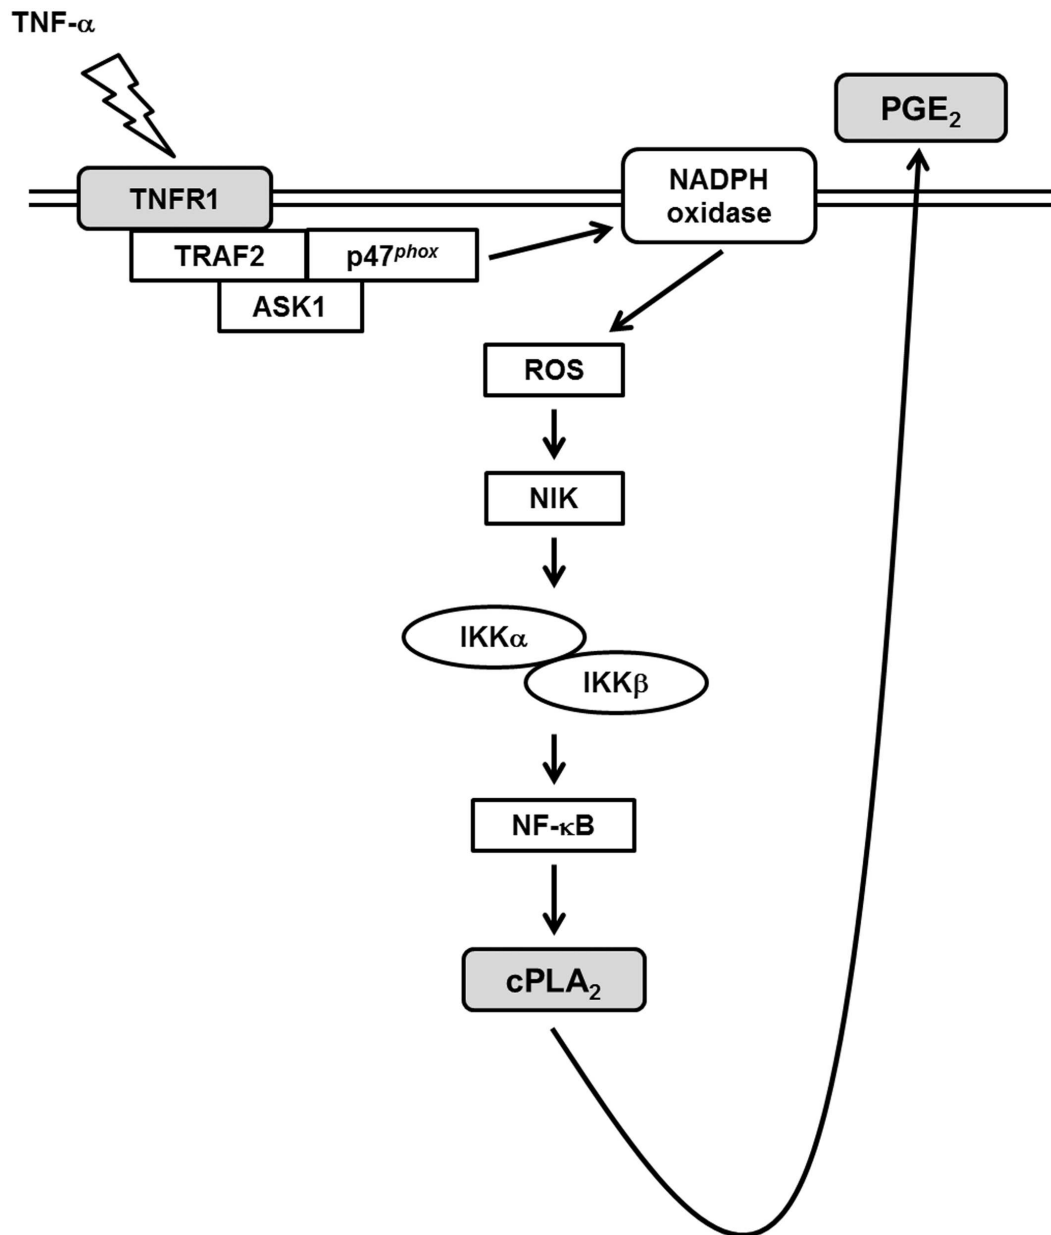 TNF-α
PGE₂
TNFR1
NADPH
oxidase
TRAF2
p47phox
ASK1
ROS
NIK
IKKα
IKKβ
NF-κB
cPLA₂